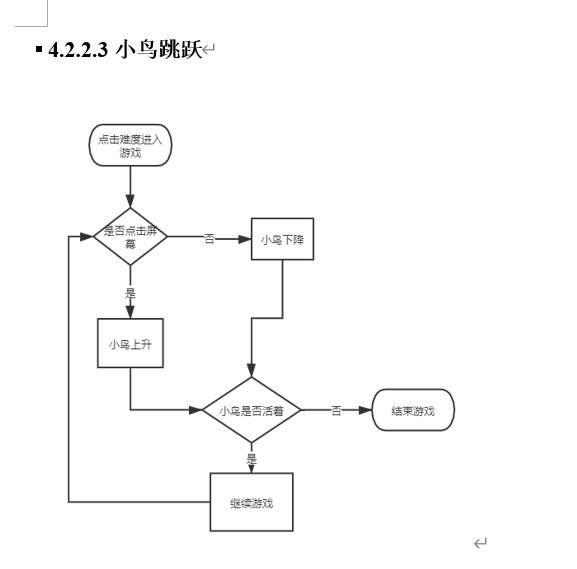 4.2.2.3 小鸟跳跃
点击难度进入
游戏
是否点击屏
幕
否
小鸟下降
是
小鸟上升
小鸟是否活着
否
结束游戏
是
继续游戏